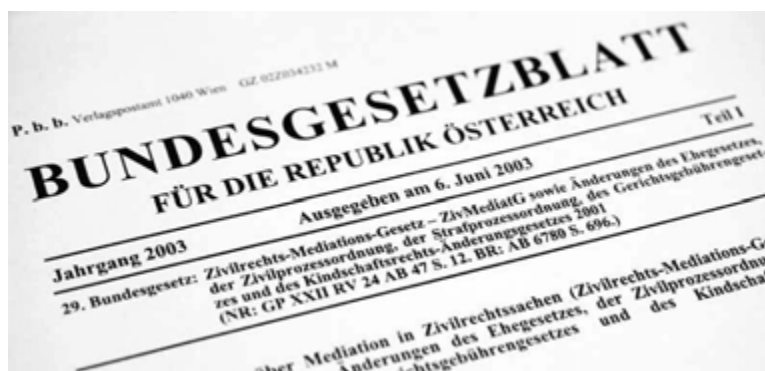 P. b. b. Verlagspostamt 1040 Wien GZ 02Z034232 M
BUNDESGESETZBLATT
FÜR DIE REPUBLIK ÖSTERREICH
Jahrgang 2003 Ausgegeben am 6. Juni 2003 Teil I
29. Bundesgesetz: Zivilrechts-Mediations-Gesetz – ZivMediatG sowie Änderungen des Ehegesetzes,
der Zivilprozessordnung, der Strafprozessordnung, des Gerichtsgebührengeset-
zes und des Kindschaftsrechts-Änderungsgesetzes 2001
(NR: GP XXII RV 24 AB 47 S. 12. BR: AB 6780 S. 696.)
über Mediation in Zivilrechtssachen (Zivilrechts-Mediations-G
Änderungen des Ehegesetzes, der Zivilprozessordnu
htsgebührengesetzes und des Kindscha